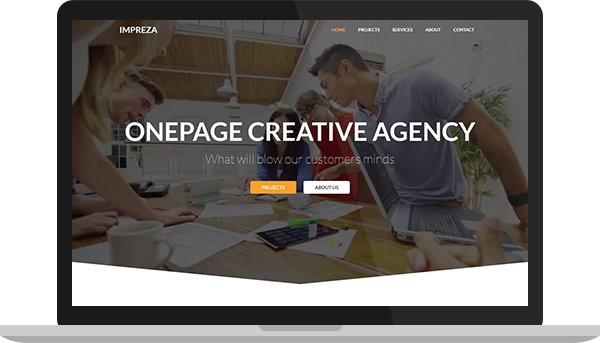 IMPREZA
HOME PROJECTS SERVICES ABOUT CONTACT
ONEPAGE CREATIVE AGENCY
What will blow our customers minds
PROJECTS ABOUT US